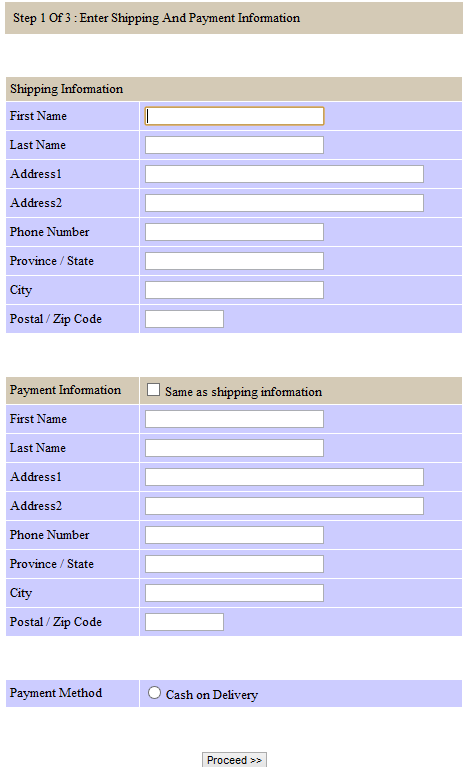 Step 1 Of 3 : Enter Shipping And Payment Information
Shipping Information
First Name
Last Name
Address1
Address2
Phone Number
Province / State
City
Postal / Zip Code
Payment Information Same as shipping information
First Name
Last Name
Address1
Address2
Phone Number
Province / State
City
Postal / Zip Code
Payment Method Cash on Delivery
Proceed >>